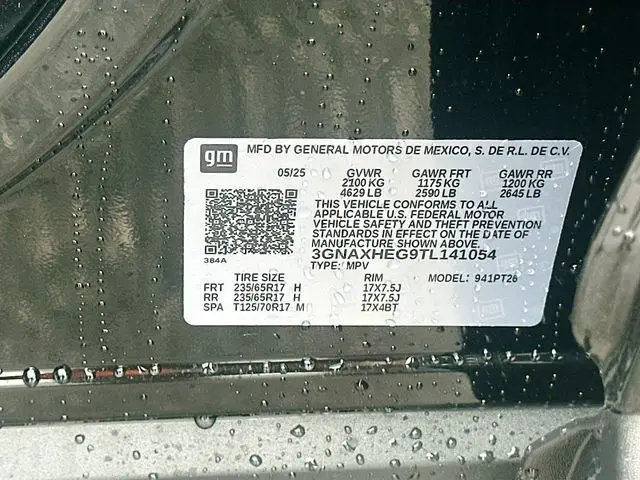 gm MFD BY GENERAL MOTORS DE MEXICO, S. DE R.L. DE C.V.
05/25 GVWR GAWR FRT GAWR RR
2100 KG 1175 KG 1200 KG
4629 LB 2590 LB 2645 LB
THIS VEHICLE CONFORMS TO ALL
APPLICABLE U.S. FEDERAL MOTOR
VEHICLE SAFETY AND THEFT PREVENTION
STANDARDS IN EFFECT ON THE DATE OF
MANUFACTURE SHOWN ABOVE.
3GNAXHEG9TL141054
384A
TYPE: MPV
TIRE SIZE RIM MODEL: 941PT26
FRT 235/65R17 H 17X7.5J
RR 235/65R17 H 17X7.5J
SPA T125/70R17 M 17X4BT